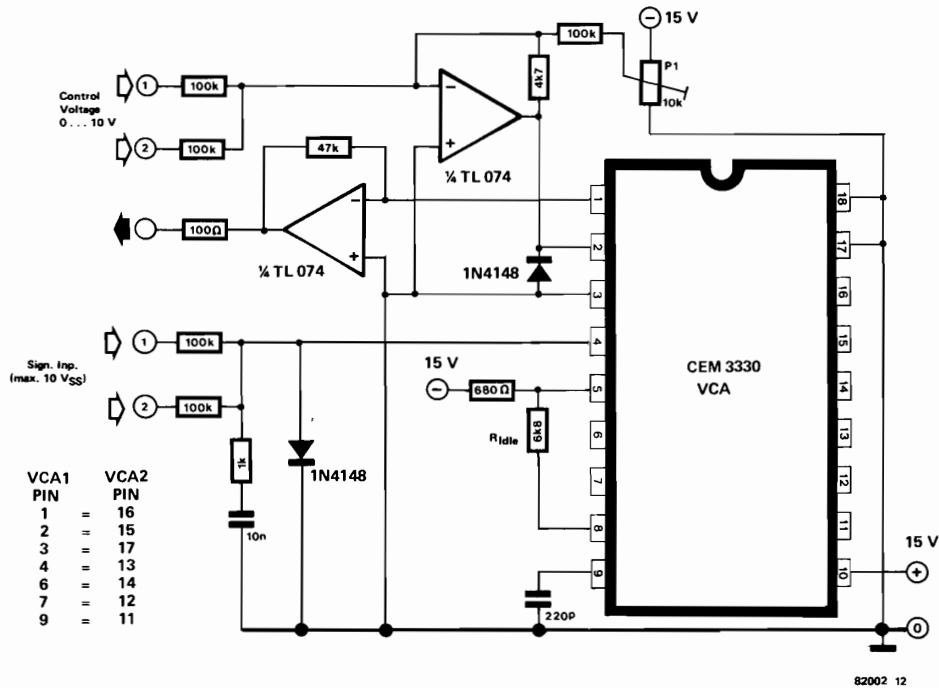 15 V
100k
P1
10k
4k7
1
100k
Control
Voltage
0 . . . 10 V
2
100k
47k
¼ TL 074
100Ω
¼ TL 074
1N4148
1
2
3
4
5
6
7
8
9
18
17
16
15
14
13
12
11
10
CEM 3330
VCA
1
100k
Sign. Inp.
(max. 10 VSS)
2
100k
15 V
680Ω
RIdle
6k8
1k
1N4148
10n
220p
15 V
0
VCA1 VCA2
PIN PIN
1 = 16
2 = 15
3 = 17
4 = 13
6 = 14
7 = 12
9 = 11
82002 12